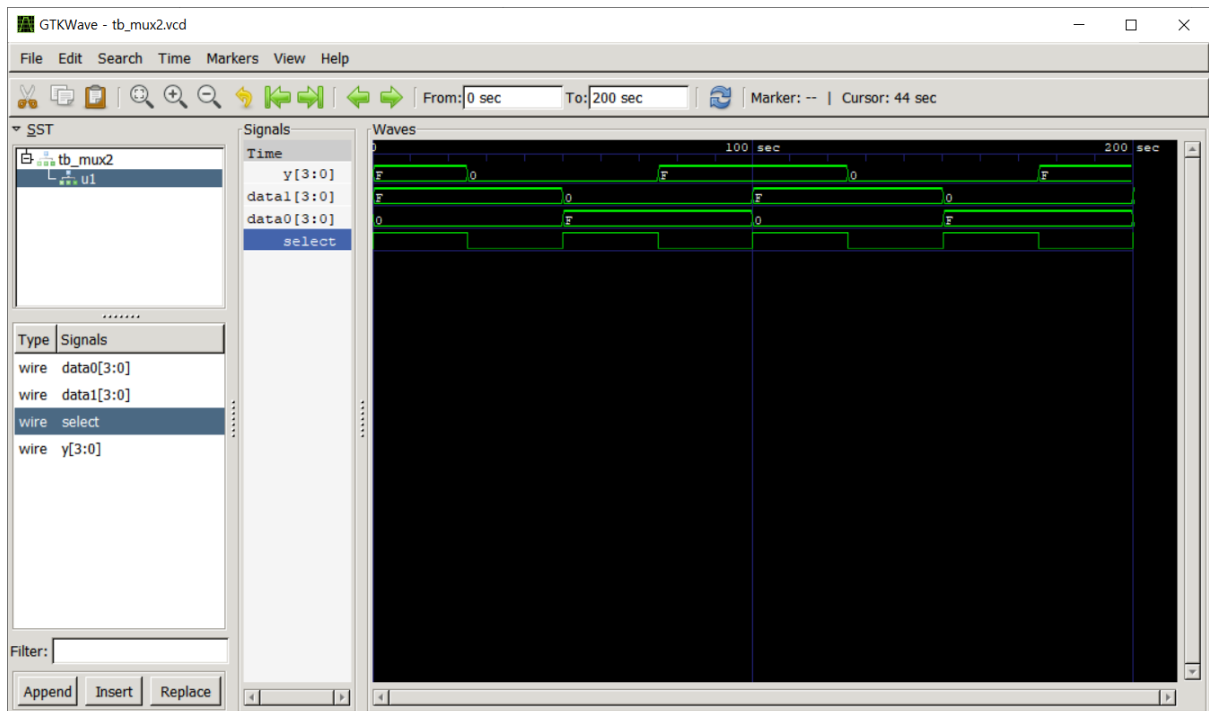 GTKWave - tb_mux2.vcd
File Edit Search Time Markers View Help
From: 0 sec To: 200 sec Marker: -- | Cursor: 44 sec
SST
tb_mux2
u1
Type Signals
wire data0[3:0]
wire data1[3:0]
wire select
wire y[3:0]
Filter:
Append Insert Replace
Signals
Time
y[3:0]
data1[3:0]
data0[3:0]
select
Waves
0 100 sec 200 sec
F 0 F 0 F
F 0 F 0
0 F 0 F